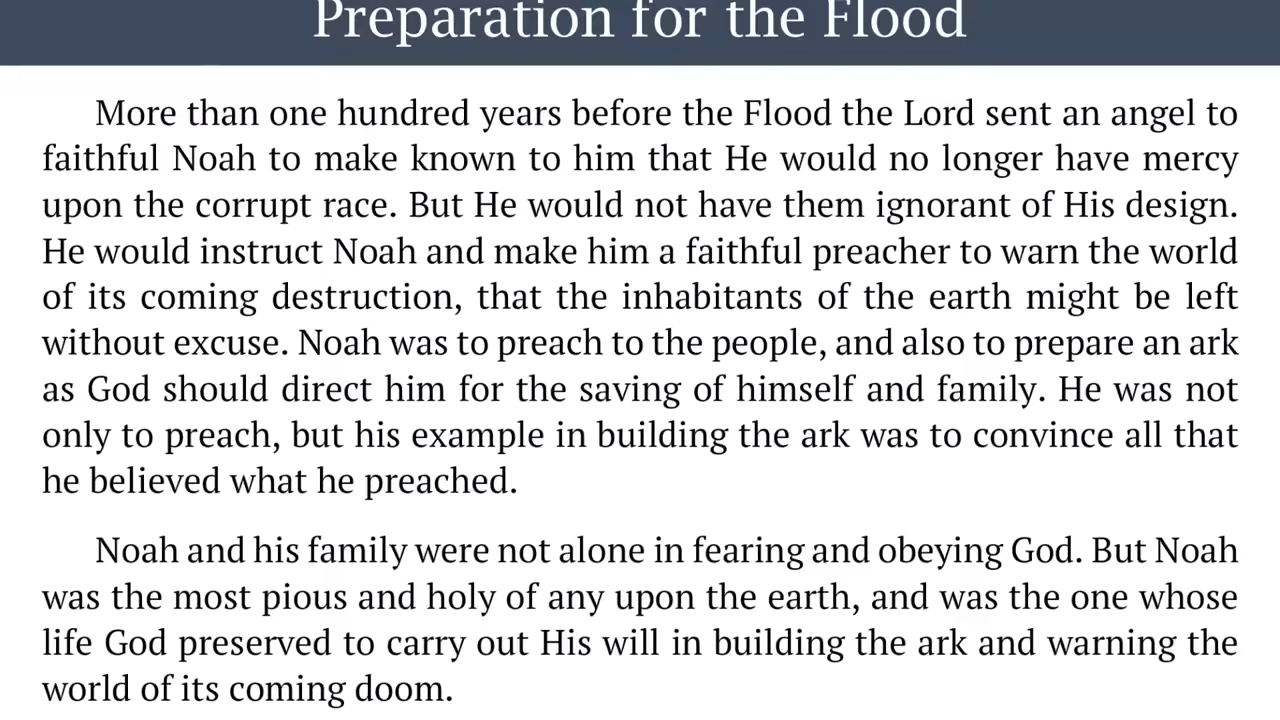 Preparation for the Flood
More than one hundred years before the Flood the Lord sent an angel to
faithful Noah to make known to him that He would no longer have mercy
upon the corrupt race. But He would not have them ignorant of His design.
He would instruct Noah and make him a faithful preacher to warn the world
of its coming destruction, that the inhabitants of the earth might be left
without excuse. Noah was to preach to the people, and also to prepare an ark
as God should direct him for the saving of himself and family. He was not
only to preach, but his example in building the ark was to convince all that
he believed what he preached.
Noah and his family were not alone in fearing and obeying God. But Noah
was the most pious and holy of any upon the earth, and was the one whose
life God preserved to carry out His will in building the ark and warning the
world of its coming doom.